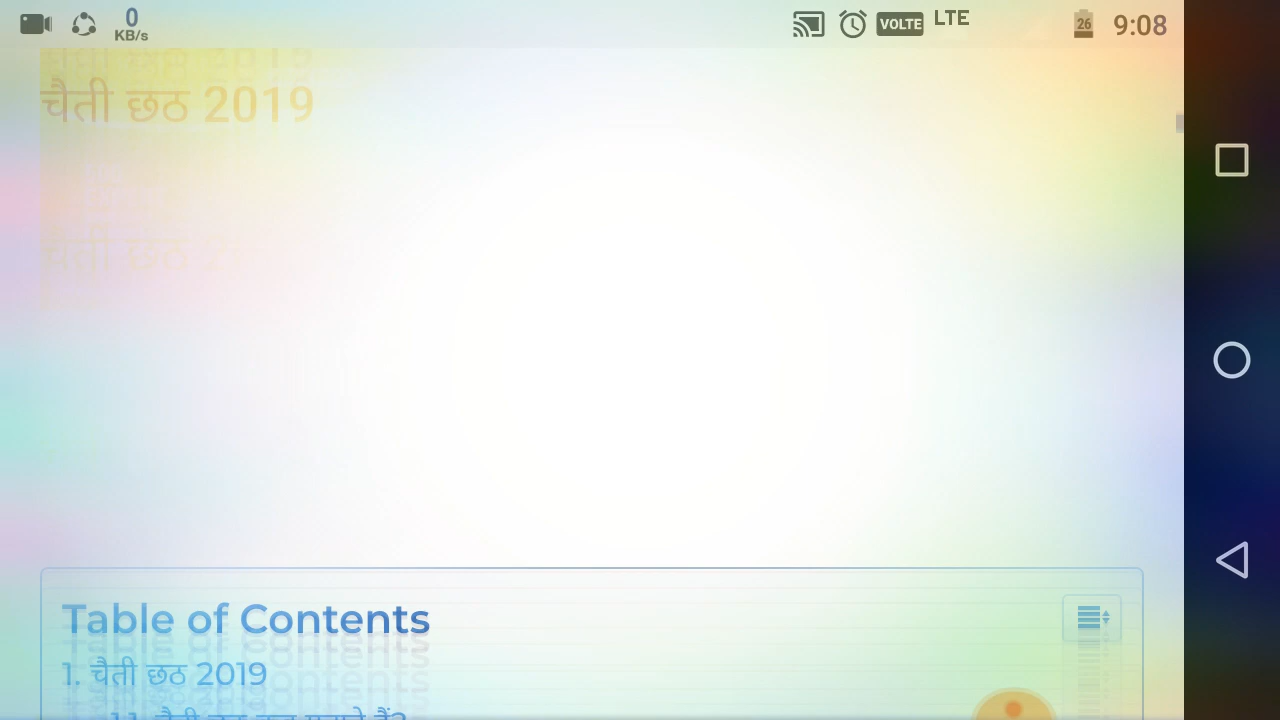 0
KB/s
VOLTE LTE 26 9:08
चैती छठ 2019
Table of Contents
1. चैती छठ 2019